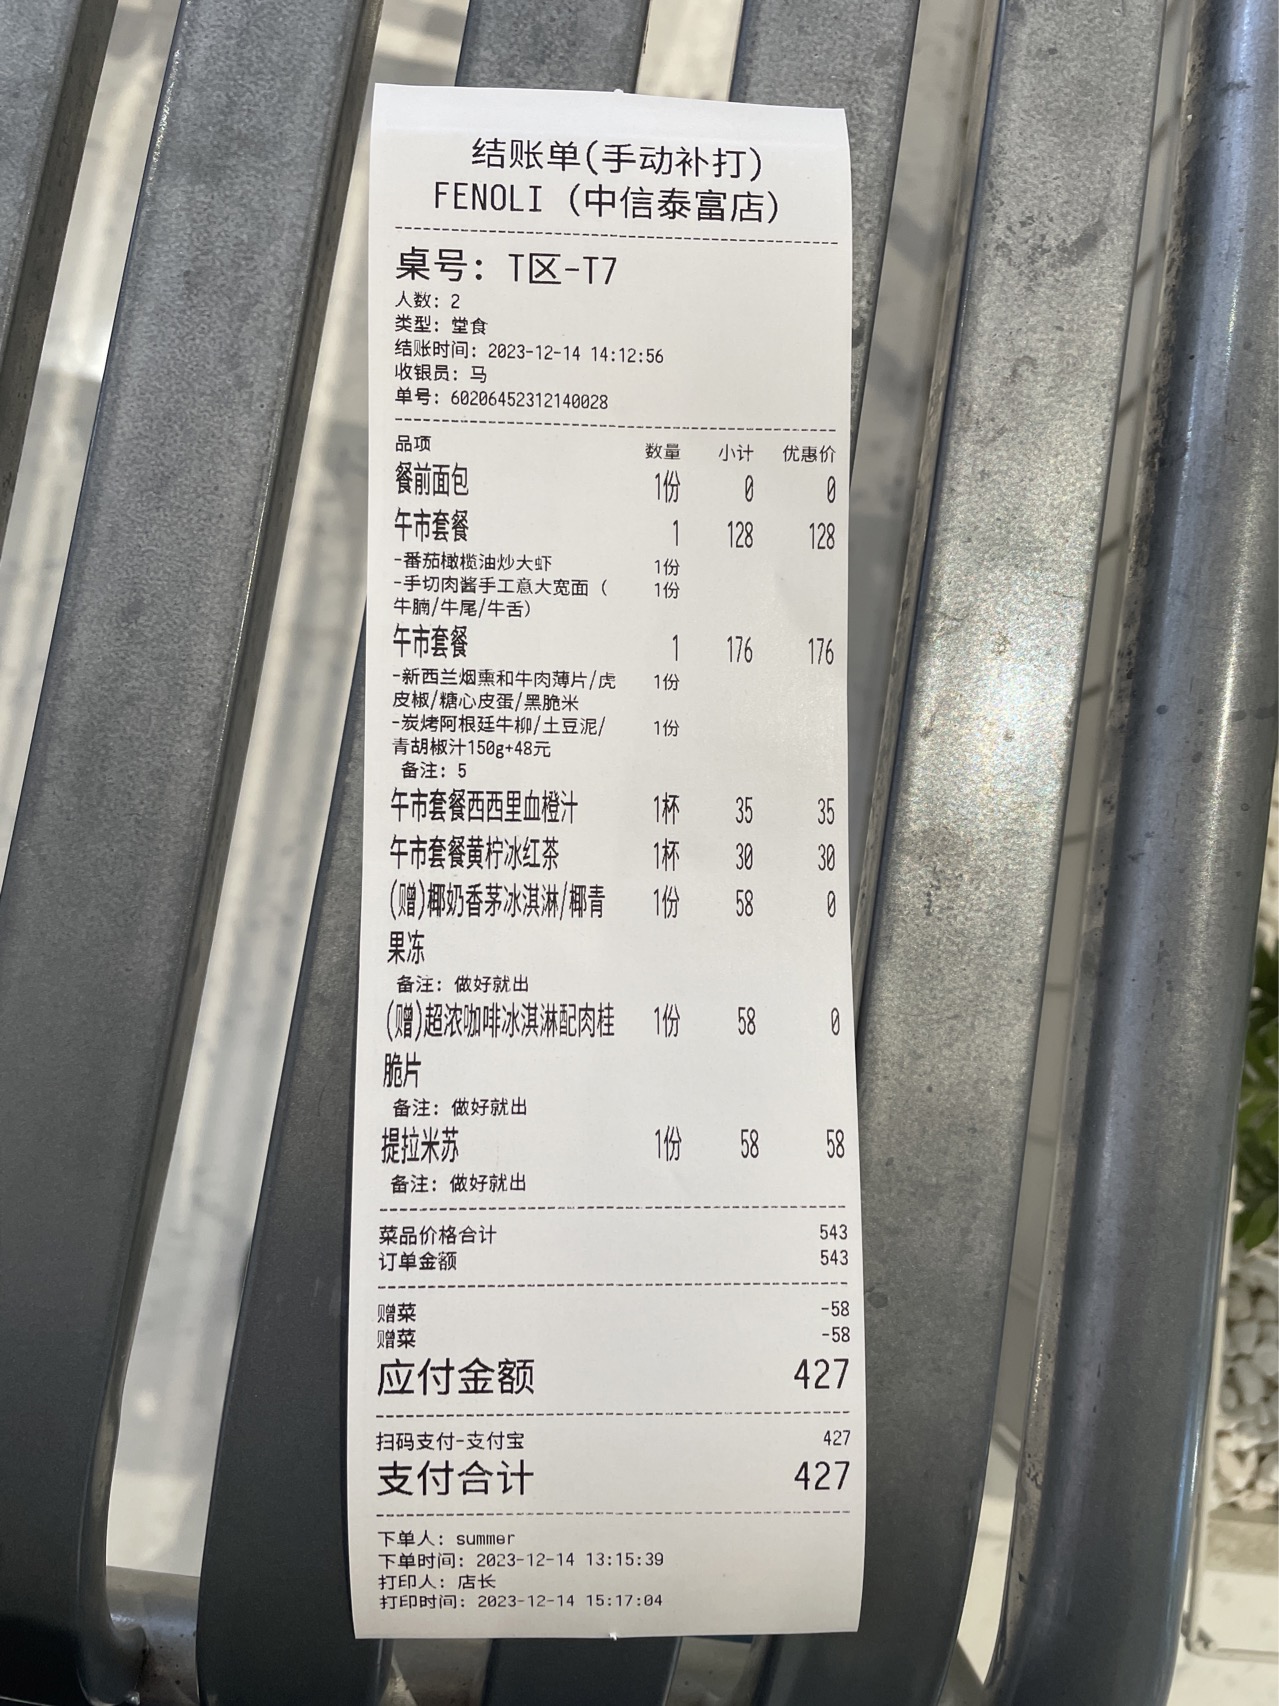 结账单(手动补打)
FENOLI (中信泰富店)
桌号: T区-T7
人数: 2
类型: 堂食
结账时间: 2023-12-14 14:12:56
收银员: 马
单号: 60206452312140028
品项 数量 小计 优惠价
餐前面包 1份 0 0
午市套餐 1 128 128
-番茄橄榄油炒大虾 1份
-手切肉酱手工意大宽面 ( 1份
牛腩/牛尾/牛舌)
午市套餐 1 176 176
-新西兰烟熏和牛肉薄片/虎 1份
皮椒/糖心皮蛋/黑脆米
-炭烤阿根廷牛柳/土豆泥/ 1份
青胡椒汁150g+48元
备注: 5
午市套餐西西里血橙汁 1杯 35 35
午市套餐黄柠冰红茶 1杯 30 30
(赠)椰奶香茅冰淇淋/椰青 1份 58 0
果冻
备注: 做好就出
(赠)超浓咖啡冰淇淋配肉桂 1份 58 0
脆片
备注: 做好就出
提拉米苏 1份 58 58
备注: 做好就出
菜品价格合计 543
订单金额 543
赠菜 -58
赠菜 -58
应付金额 427
扫码支付-支付宝 427
支付合计 427
下单人: summer
下单时间: 2023-12-14 13:15:39
打印人: 店长
打印时间: 2023-12-14 15:17:04